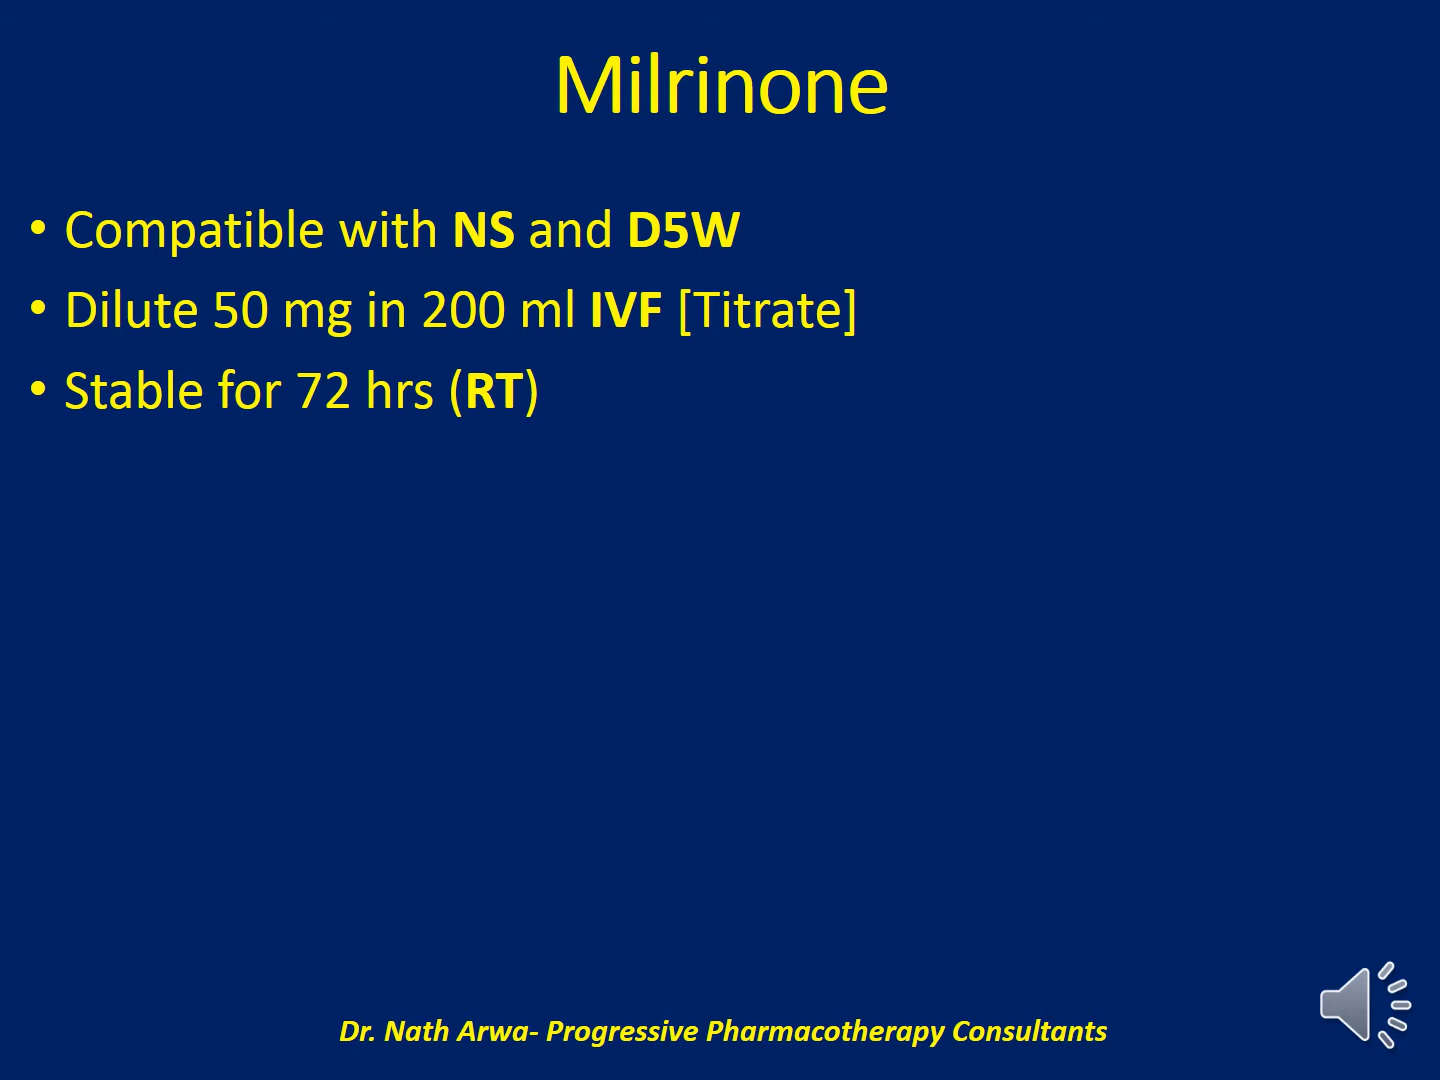 Milrinone
• Compatible with NS and D5W
• Dilute 50 mg in 200 ml IVF [Titrate]
• Stable for 72 hrs (RT)
Dr. Nath Arwa- Progressive Pharmacotherapy Consultants